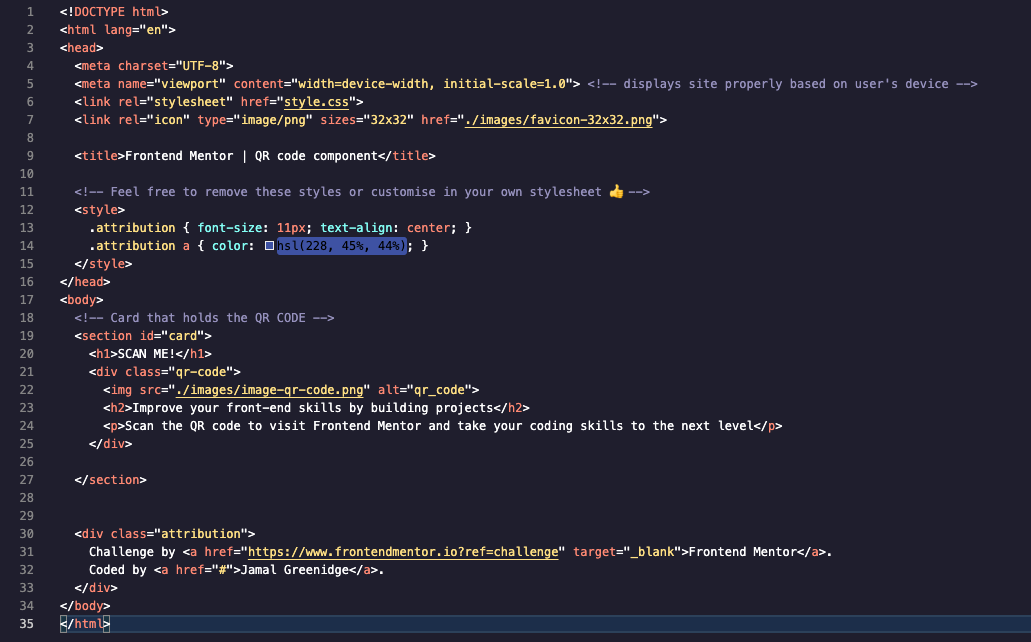 1 <!DOCTYPE html>
2 <html lang="en">
3 <head>
4   <meta charset="UTF-8">
5   <meta name="viewport" content="width=device-width, initial-scale=1.0"> <!-- displays site properly based on user's device -->
6   <link rel="stylesheet" href="style.css">
7   <link rel="icon" type="image/png" sizes="32x32" href="./images/favicon-32x32.png">
8
9   <title>Frontend Mentor | QR code component</title>
10
11   <!-- Feel free to remove these styles or customise in your own stylesheet 👍 -->
12   <style>
13     .attribution { font-size: 11px; text-align: center; }
14     .attribution a { color: hsl(228, 45%, 44%); }
15   </style>
16 </head>
17 <body>
18   <!-- Card that holds the QR CODE -->
19   <section id="card">
20     <h1>SCAN ME!</h1>
21     <div class="qr-code">
22       <img src="./images/image-qr-code.png" alt="qr_code">
23       <h2>Improve your front-end skills by building projects</h2>
24       <p>Scan the QR code to visit Frontend Mentor and take your coding skills to the next level</p>
25     </div>
26
27   </section>
28
29
30   <div class="attribution">
31     Challenge by <a href="https://www.frontendmentor.io?ref=challenge" target="_blank">Frontend Mentor</a>.
32     Coded by <a href="#">Jamal Greenidge</a>.
33   </div>
34 </body>
35 </html>